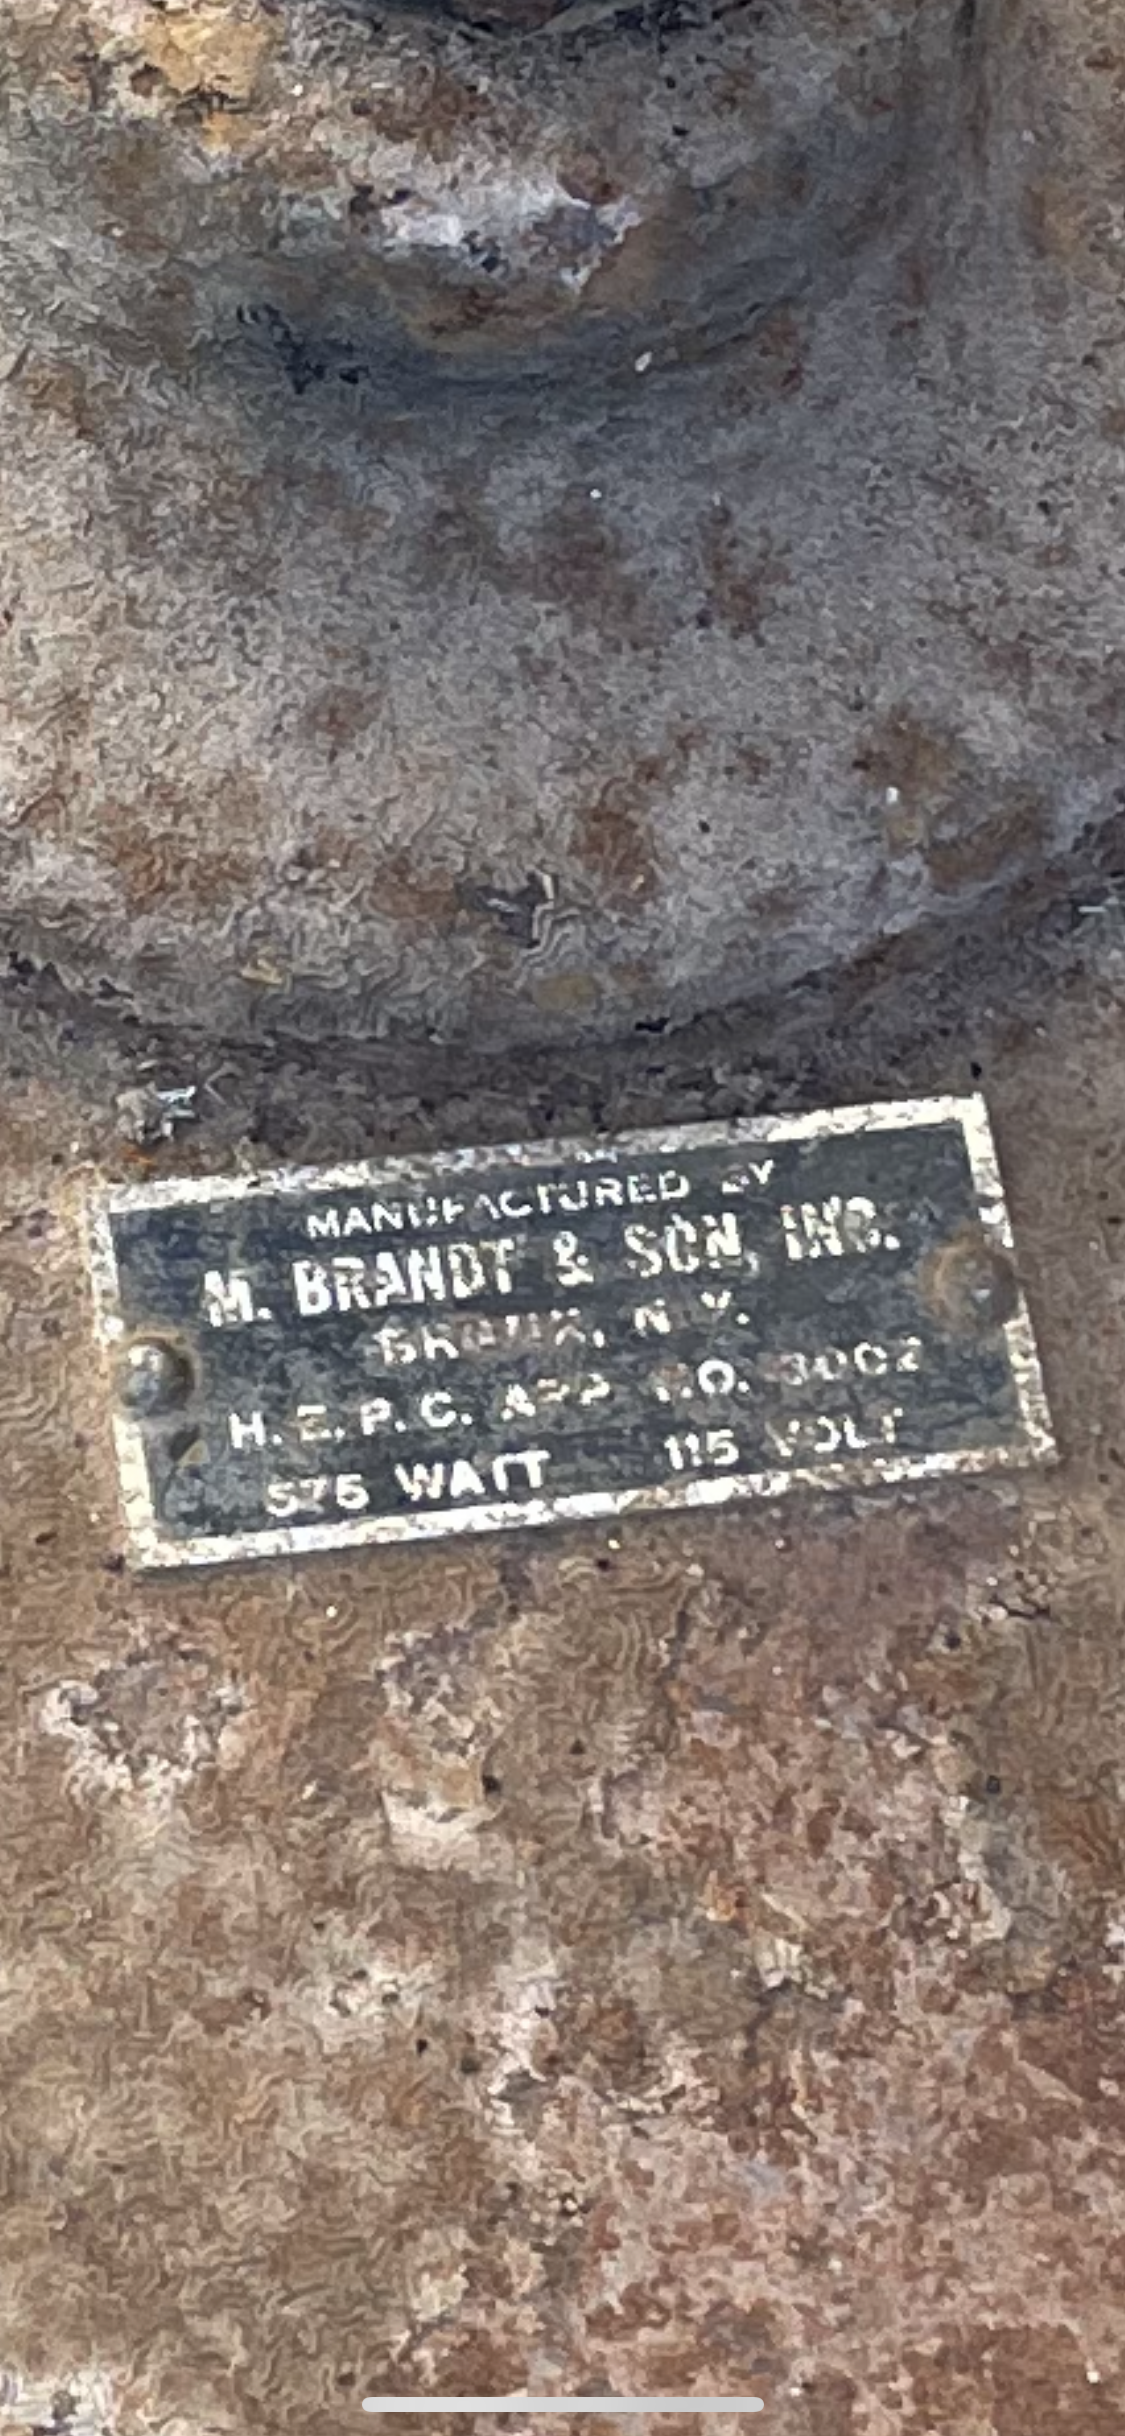 MANUFACTURED BY
M. BRANDT & SON, INC.
BRONX, N.Y.
H.E.P.C. APP NO. 3002
575 WATT 115 VOLT